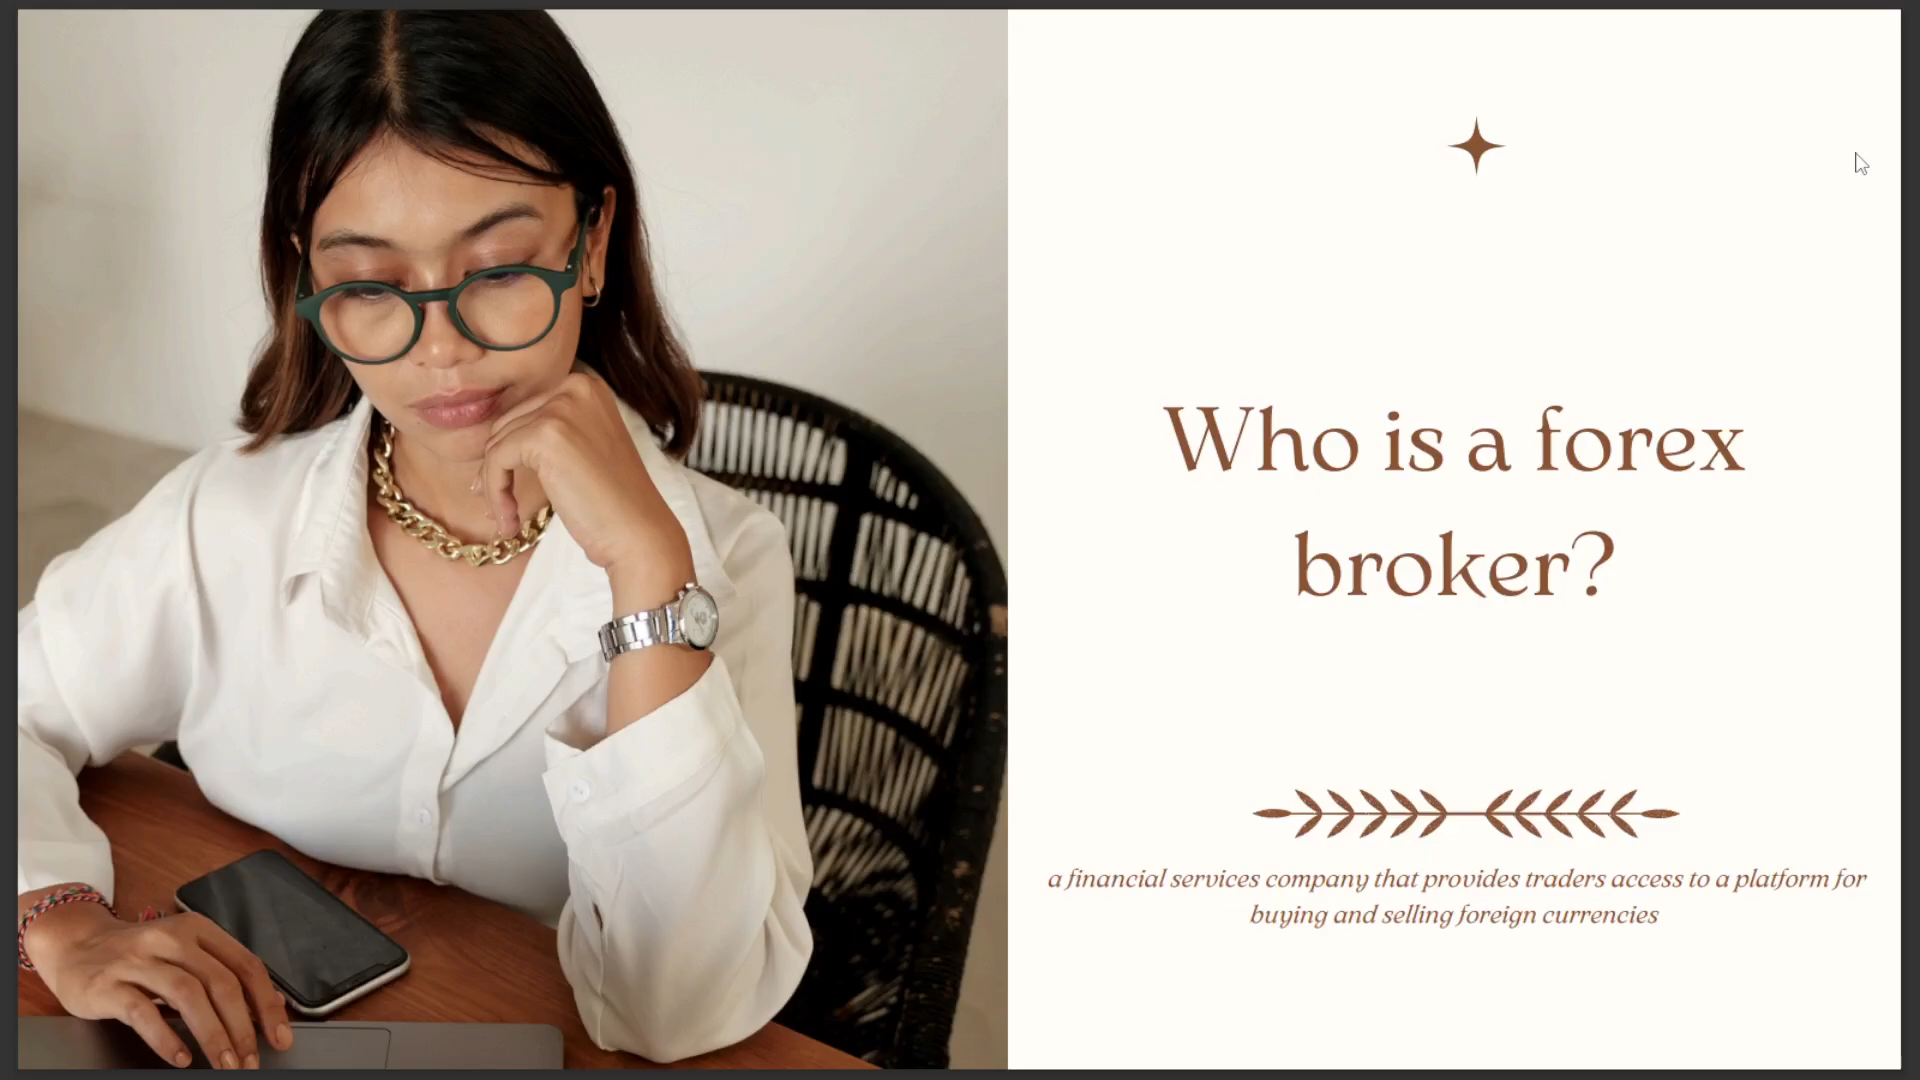 Who is a forex
broker?
a financial services company that provides traders access to a platform for
buying and selling foreign currencies